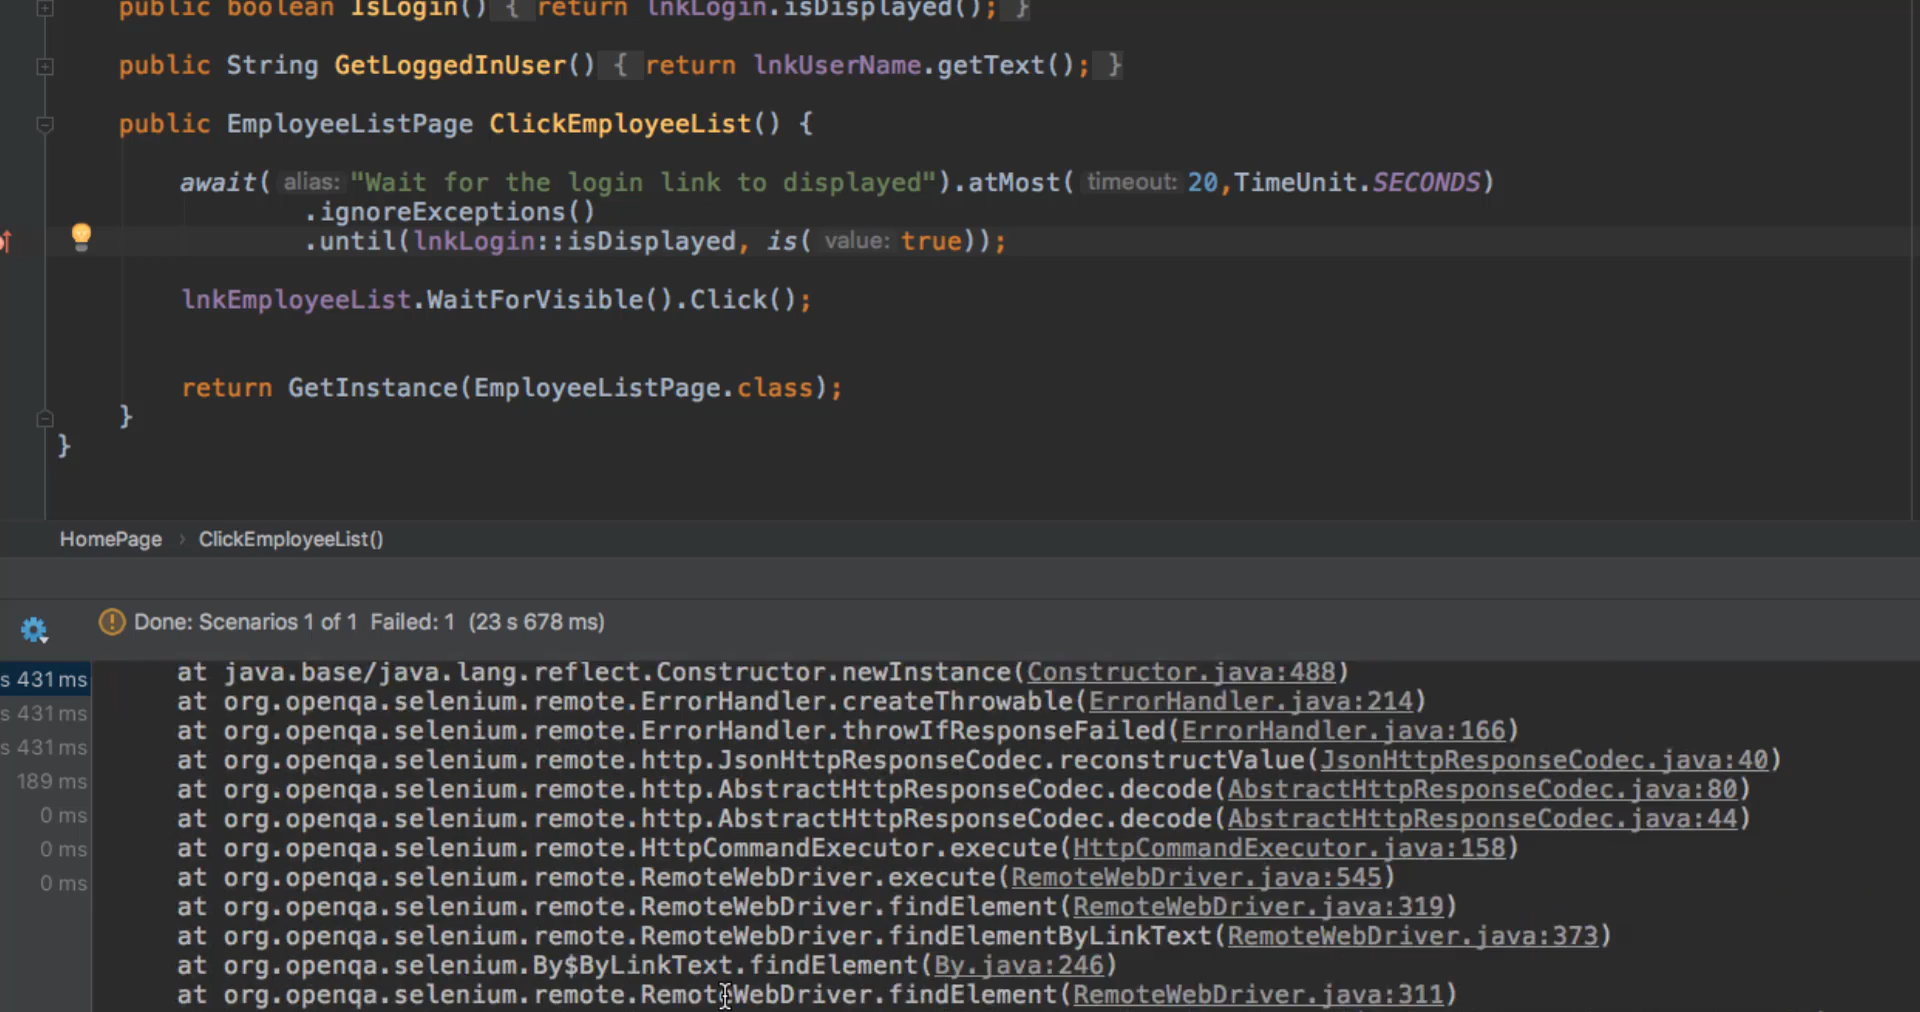 public boolean IsLogin() { return lnkLogin.isDisplayed(); }
public String GetLoggedInUser() { return lnkUserName.getText(); }
public EmployeeListPage ClickEmployeeList() {
await( alias: "Wait for the login link to displayed").atMost( timeout: 20,TimeUnit.SECONDS)
.ignoreExceptions()
.until(lnkLogin::isDisplayed, is( value: true));
lnkEmployeeList.WaitForVisible().Click();
return GetInstance(EmployeeListPage.class);
}
}
HomePage › ClickEmployeeList()
Done: Scenarios 1 of 1 Failed: 1 (23 s 678 ms)
s 431 ms
s 431 ms
s 431 ms
189 ms
0 ms
0 ms
0 ms
at java.base/java.lang.reflect.Constructor.newInstance(Constructor.java:488)
at org.openqa.selenium.remote.ErrorHandler.createThrowable(ErrorHandler.java:214)
at org.openqa.selenium.remote.ErrorHandler.throwIfResponseFailed(ErrorHandler.java:166)
at org.openqa.selenium.remote.http.JsonHttpResponseCodec.reconstructValue(JsonHttpResponseCodec.java:40)
at org.openqa.selenium.remote.http.AbstractHttpResponseCodec.decode(AbstractHttpResponseCodec.java:80)
at org.openqa.selenium.remote.http.AbstractHttpResponseCodec.decode(AbstractHttpResponseCodec.java:44)
at org.openqa.selenium.remote.HttpCommandExecutor.execute(HttpCommandExecutor.java:158)
at org.openqa.selenium.remote.RemoteWebDriver.execute(RemoteWebDriver.java:545)
at org.openqa.selenium.remote.RemoteWebDriver.findElement(RemoteWebDriver.java:319)
at org.openqa.selenium.remote.RemoteWebDriver.findElementByLinkText(RemoteWebDriver.java:373)
at org.openqa.selenium.By$ByLinkText.findElement(By.java:246)
at org.openqa.selenium.remote.RemoteWebDriver.findElement(RemoteWebDriver.java:311)